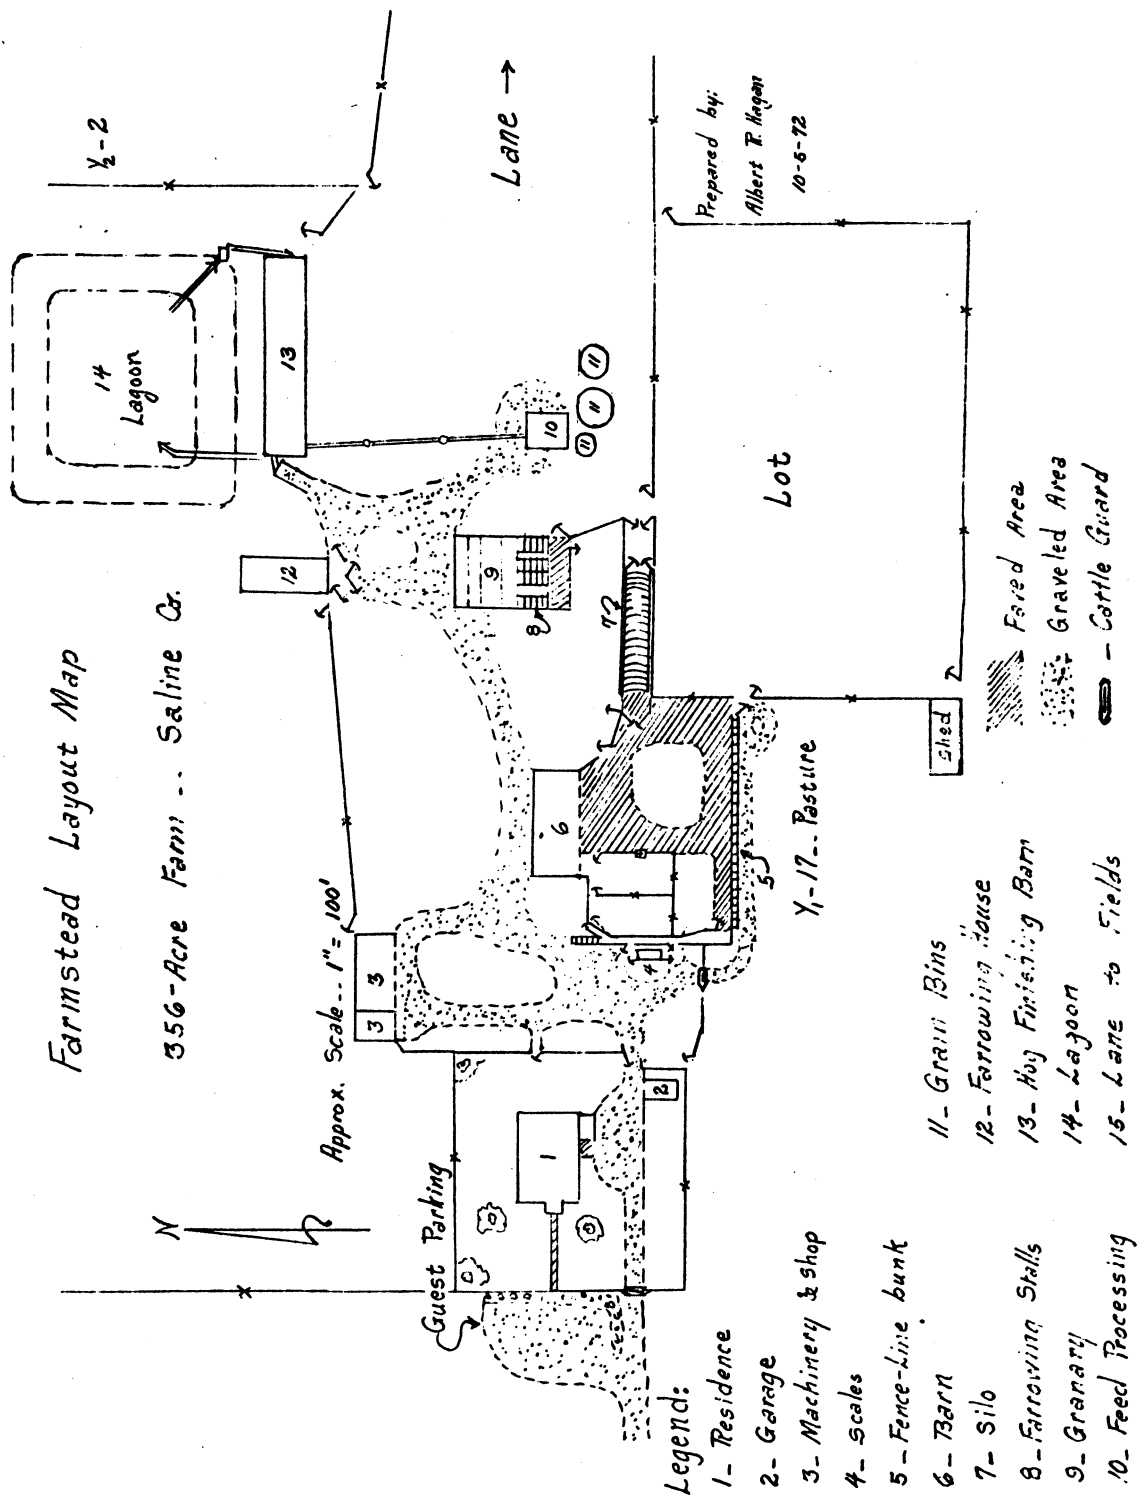 Farmstead Layout Map
356-Acre Farm -- Saline Co.
Approx. Scale -- 1" = 100'
N
Guest Parking
Y2-2
14
Lagoon
13
12
Lane →
10
11
11
11
9
8
7
3
3
6
5
4
2
1
Y1-17-- Pasture
Lot
Shed
Prepared by:
Albert R. Hagan
10-6-72
Legend:
1- Residence
2- Garage
3- Machinery & Shop
4- Scales
5- Fence-Line bunk
6- Barn
7- Silo
8- Farrowing Stalls
9- Granary
10- Feed Processing
11- Grain Bins
12- Farrowing House
13- Hog Finishing Barn
14- Lagoon
15- Lane to Fields
Paved Area
Graveled Area
- Cattle Guard